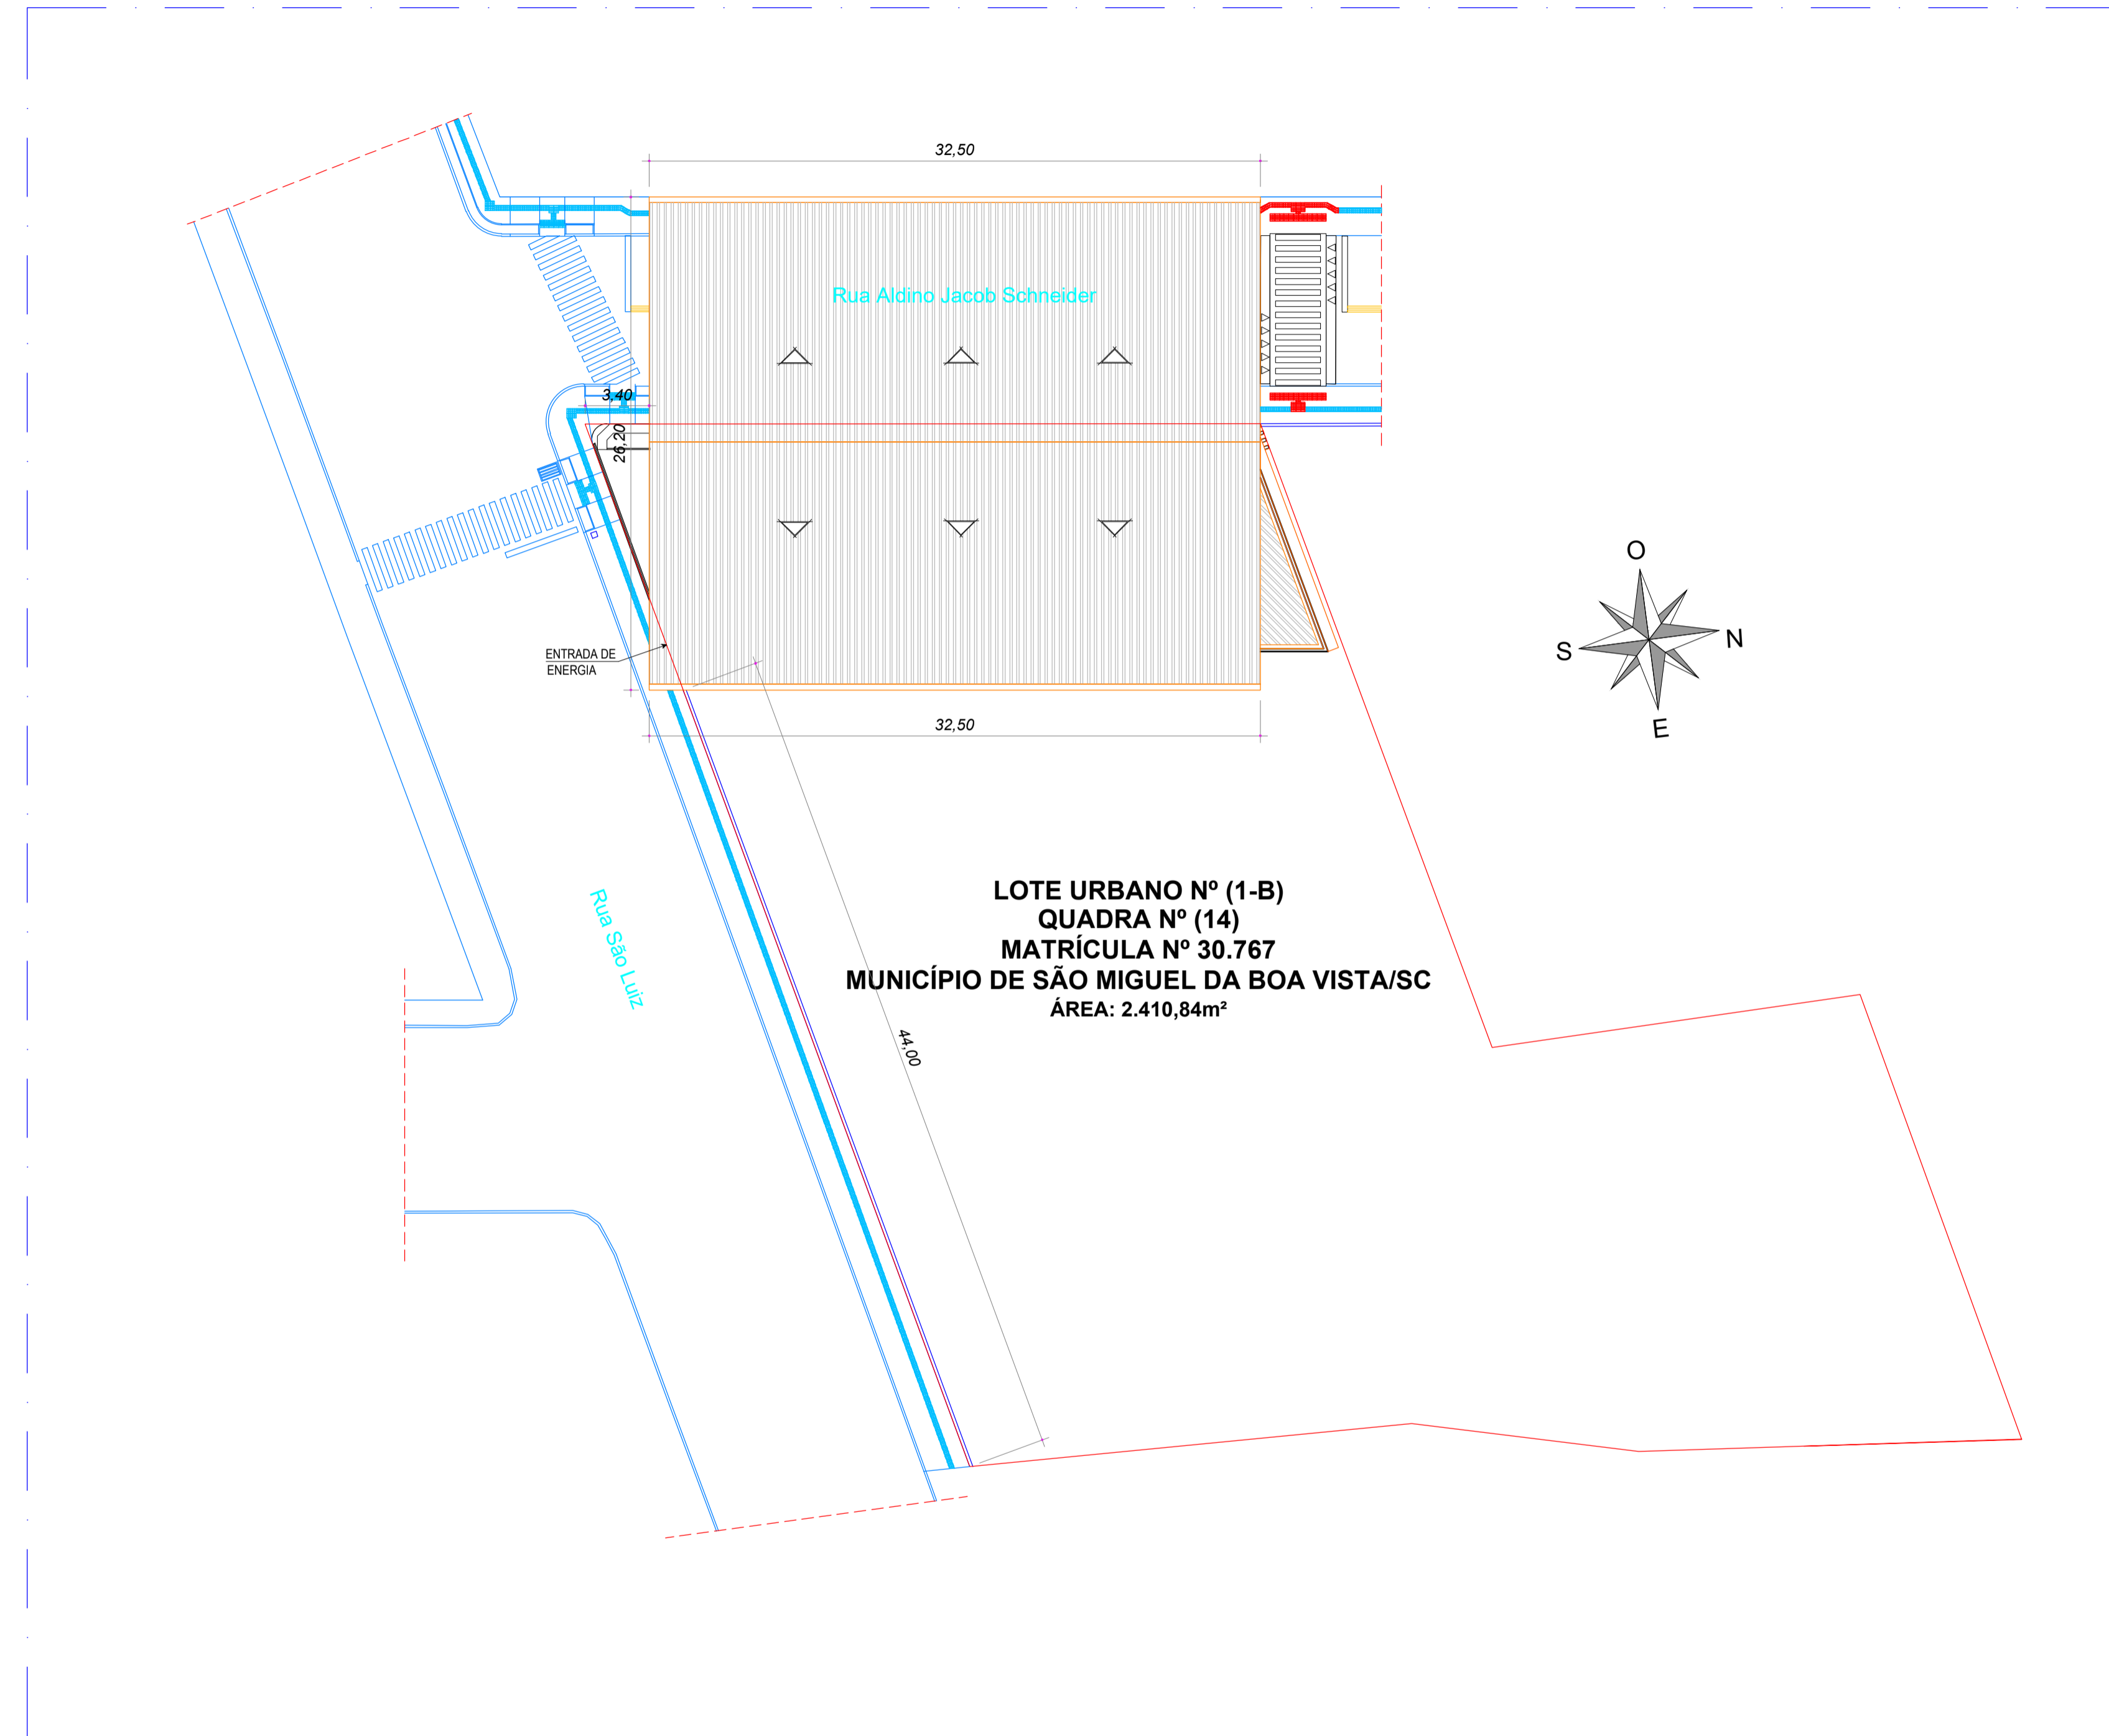 32,50
Rua Aldino Jacob Schneider
3,40
26,20
ENTRADA DE
ENERGIA
32,50
O
N
S
E
Rua São Luiz
LOTE URBANO Nº (1-B)
QUADRA Nº (14)
MATRÍCULA Nº 30.767
MUNICÍPIO DE SÃO MIGUEL DA BOA VISTA/SC
ÁREA: 2.410,84m²
44,00